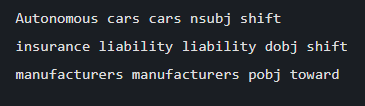 Autonomous cars cars nsubj shift
insurance liability liability dobj shift
manufacturers manufacturers pobj toward